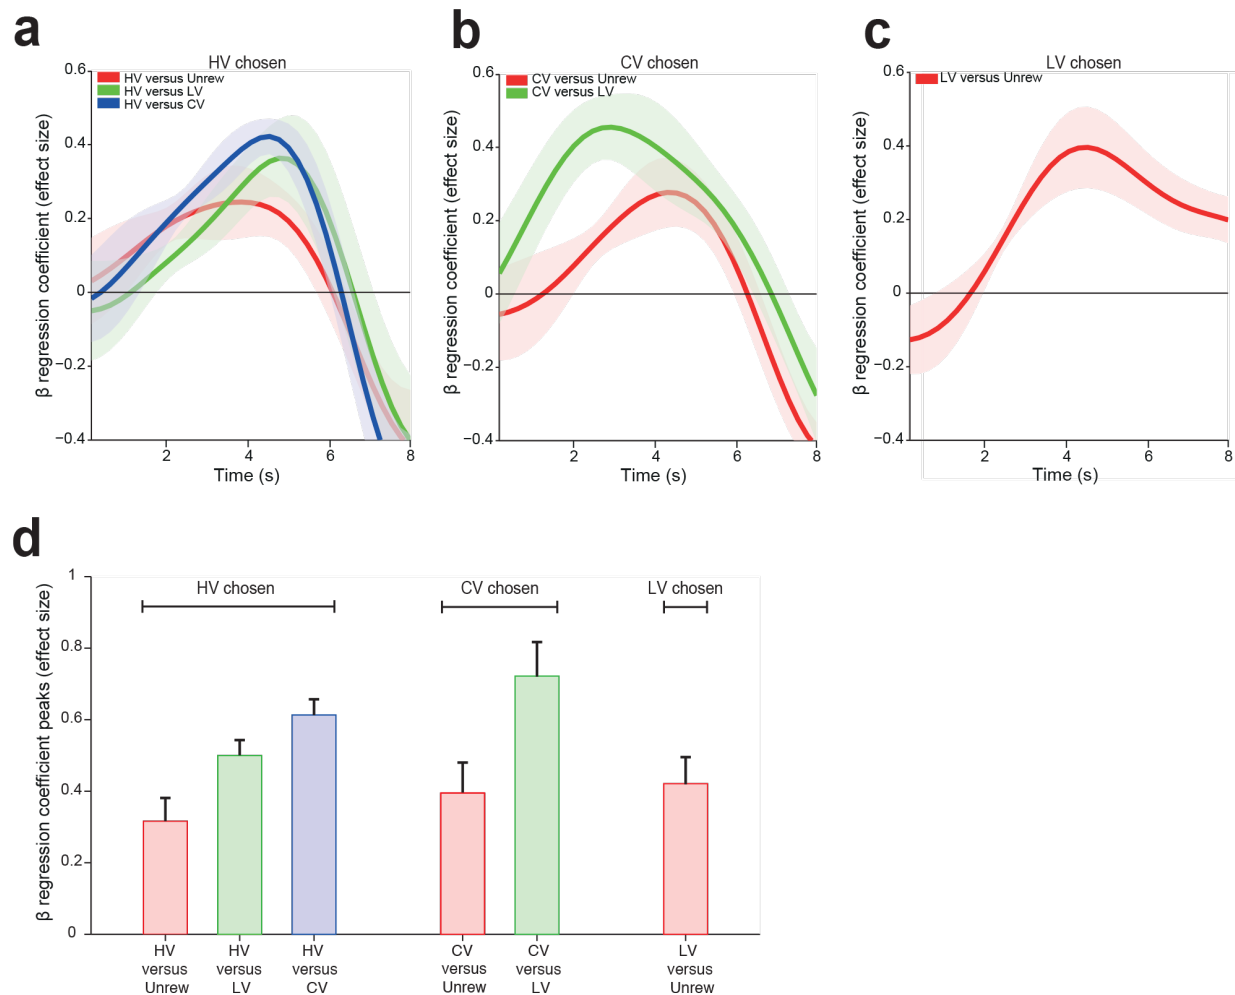 a
HV chosen
HV versus Unrew
HV versus LV
HV versus CV
β regression coefficient (effect size)
0.6
0.4
0.2
0
−0.2
−0.4
2
4
6
8
Time (s)
b
CV chosen
CV versus Unrew
CV versus LV
β regression coefficient (effect size)
0.6
0.4
0.2
0
−0.2
−0.4
2
4
6
8
Time (s)
c
LV chosen
LV versus Unrew
β regression coefficient (effect size)
0.6
0.4
0.2
0
−0.2
−0.4
2
4
6
8
Time (s)
d
β regression coefficient peaks (effect size)
1
0.8
0.6
0.4
0.2
0
HV chosen
CV chosen
LV chosen
HV
versus
Unrew
HV
versus
LV
HV
versus
CV
CV
versus
Unrew
CV
versus
LV
LV
versus
Unrew